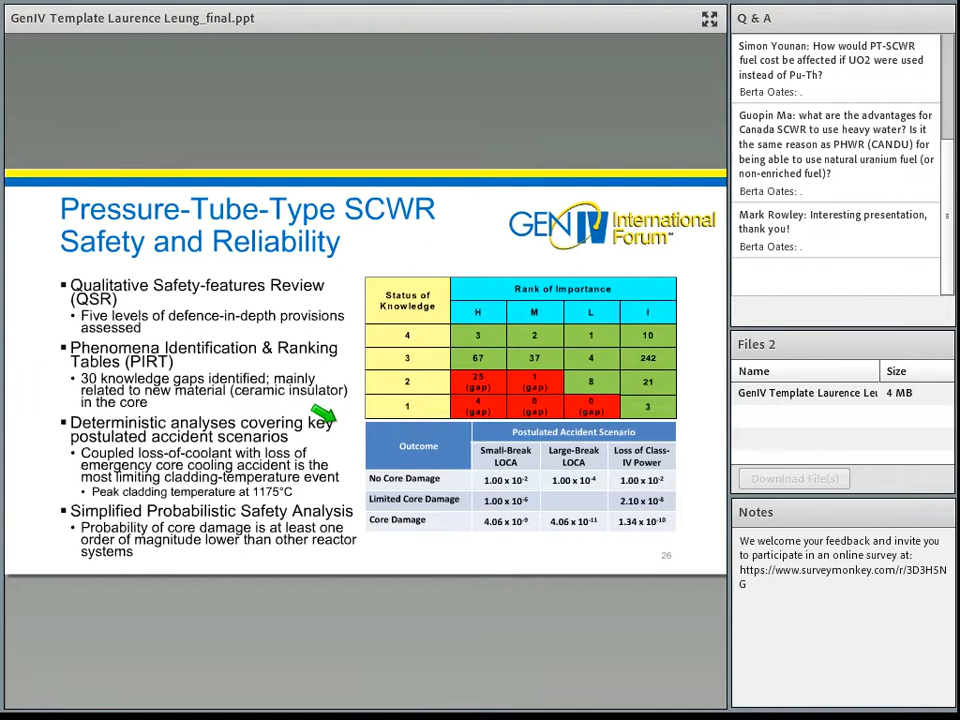 GenIV Template Laurence Leung_final.ppt
Pressure-Tube-Type SCWR
Safety and Reliability
GENIV International
Forum™
▪ Qualitative Safety-features Review
(QSR)
• Five levels of defence-in-depth provisions
assessed
▪ Phenomena Identification & Ranking
Tables (PIRT)
• 30 knowledge gaps identified; mainly
related to new material (ceramic insulator)
in the core
▪ Deterministic analyses covering key
postulated accident scenarios
• Coupled loss-of-coolant with loss of
emergency core cooling accident is the
most limiting cladding-temperature event
• Peak cladding temperature at 1175°C
▪ Simplified Probabilistic Safety Analysis
• Probability of core damage is at least one
order of magnitude lower than other reactor
systems
Status of
Knowledge
Rank of Importance
H M L I
4 3 2 1 10
3 67 37 4 242
2 25 (gap) 1 (gap) 8 21
1 4 (gap) 0 (gap) 0 (gap) 3
Outcome
Postulated Accident Scenario
Small-Break LOCA Large-Break LOCA Loss of Class-IV Power
No Core Damage 1.00 x 10⁻² 1.00 x 10⁻⁴ 1.00 x 10⁻²
Limited Core Damage 1.00 x 10⁻⁶ 2.10 x 10⁻⁸
Core Damage 4.06 x 10⁻⁹ 4.06 x 10⁻¹¹ 1.34 x 10⁻¹⁰
26
Q & A
Simon Younan: How would PT-SCWR
fuel cost be affected if UO2 were used
instead of Pu-Th?
Berta Oates: .
Guopin Ma: what are the advantages for
Canada SCWR to use heavy water? Is it
the same reason as PHWR (CANDU) for
being able to use natural uranium fuel (or
non-enriched fuel)?
Berta Oates: .
Mark Rowley: Interesting presentation,
thank you!
Berta Oates: .
Files 2
Name Size
GenIV Template Laurence Leu 4 MB
Download File(s)
Notes
We welcome your feedback and invite you
to participate in an online survey at:
https://www.surveymonkey.com/r/3D3H5N
G